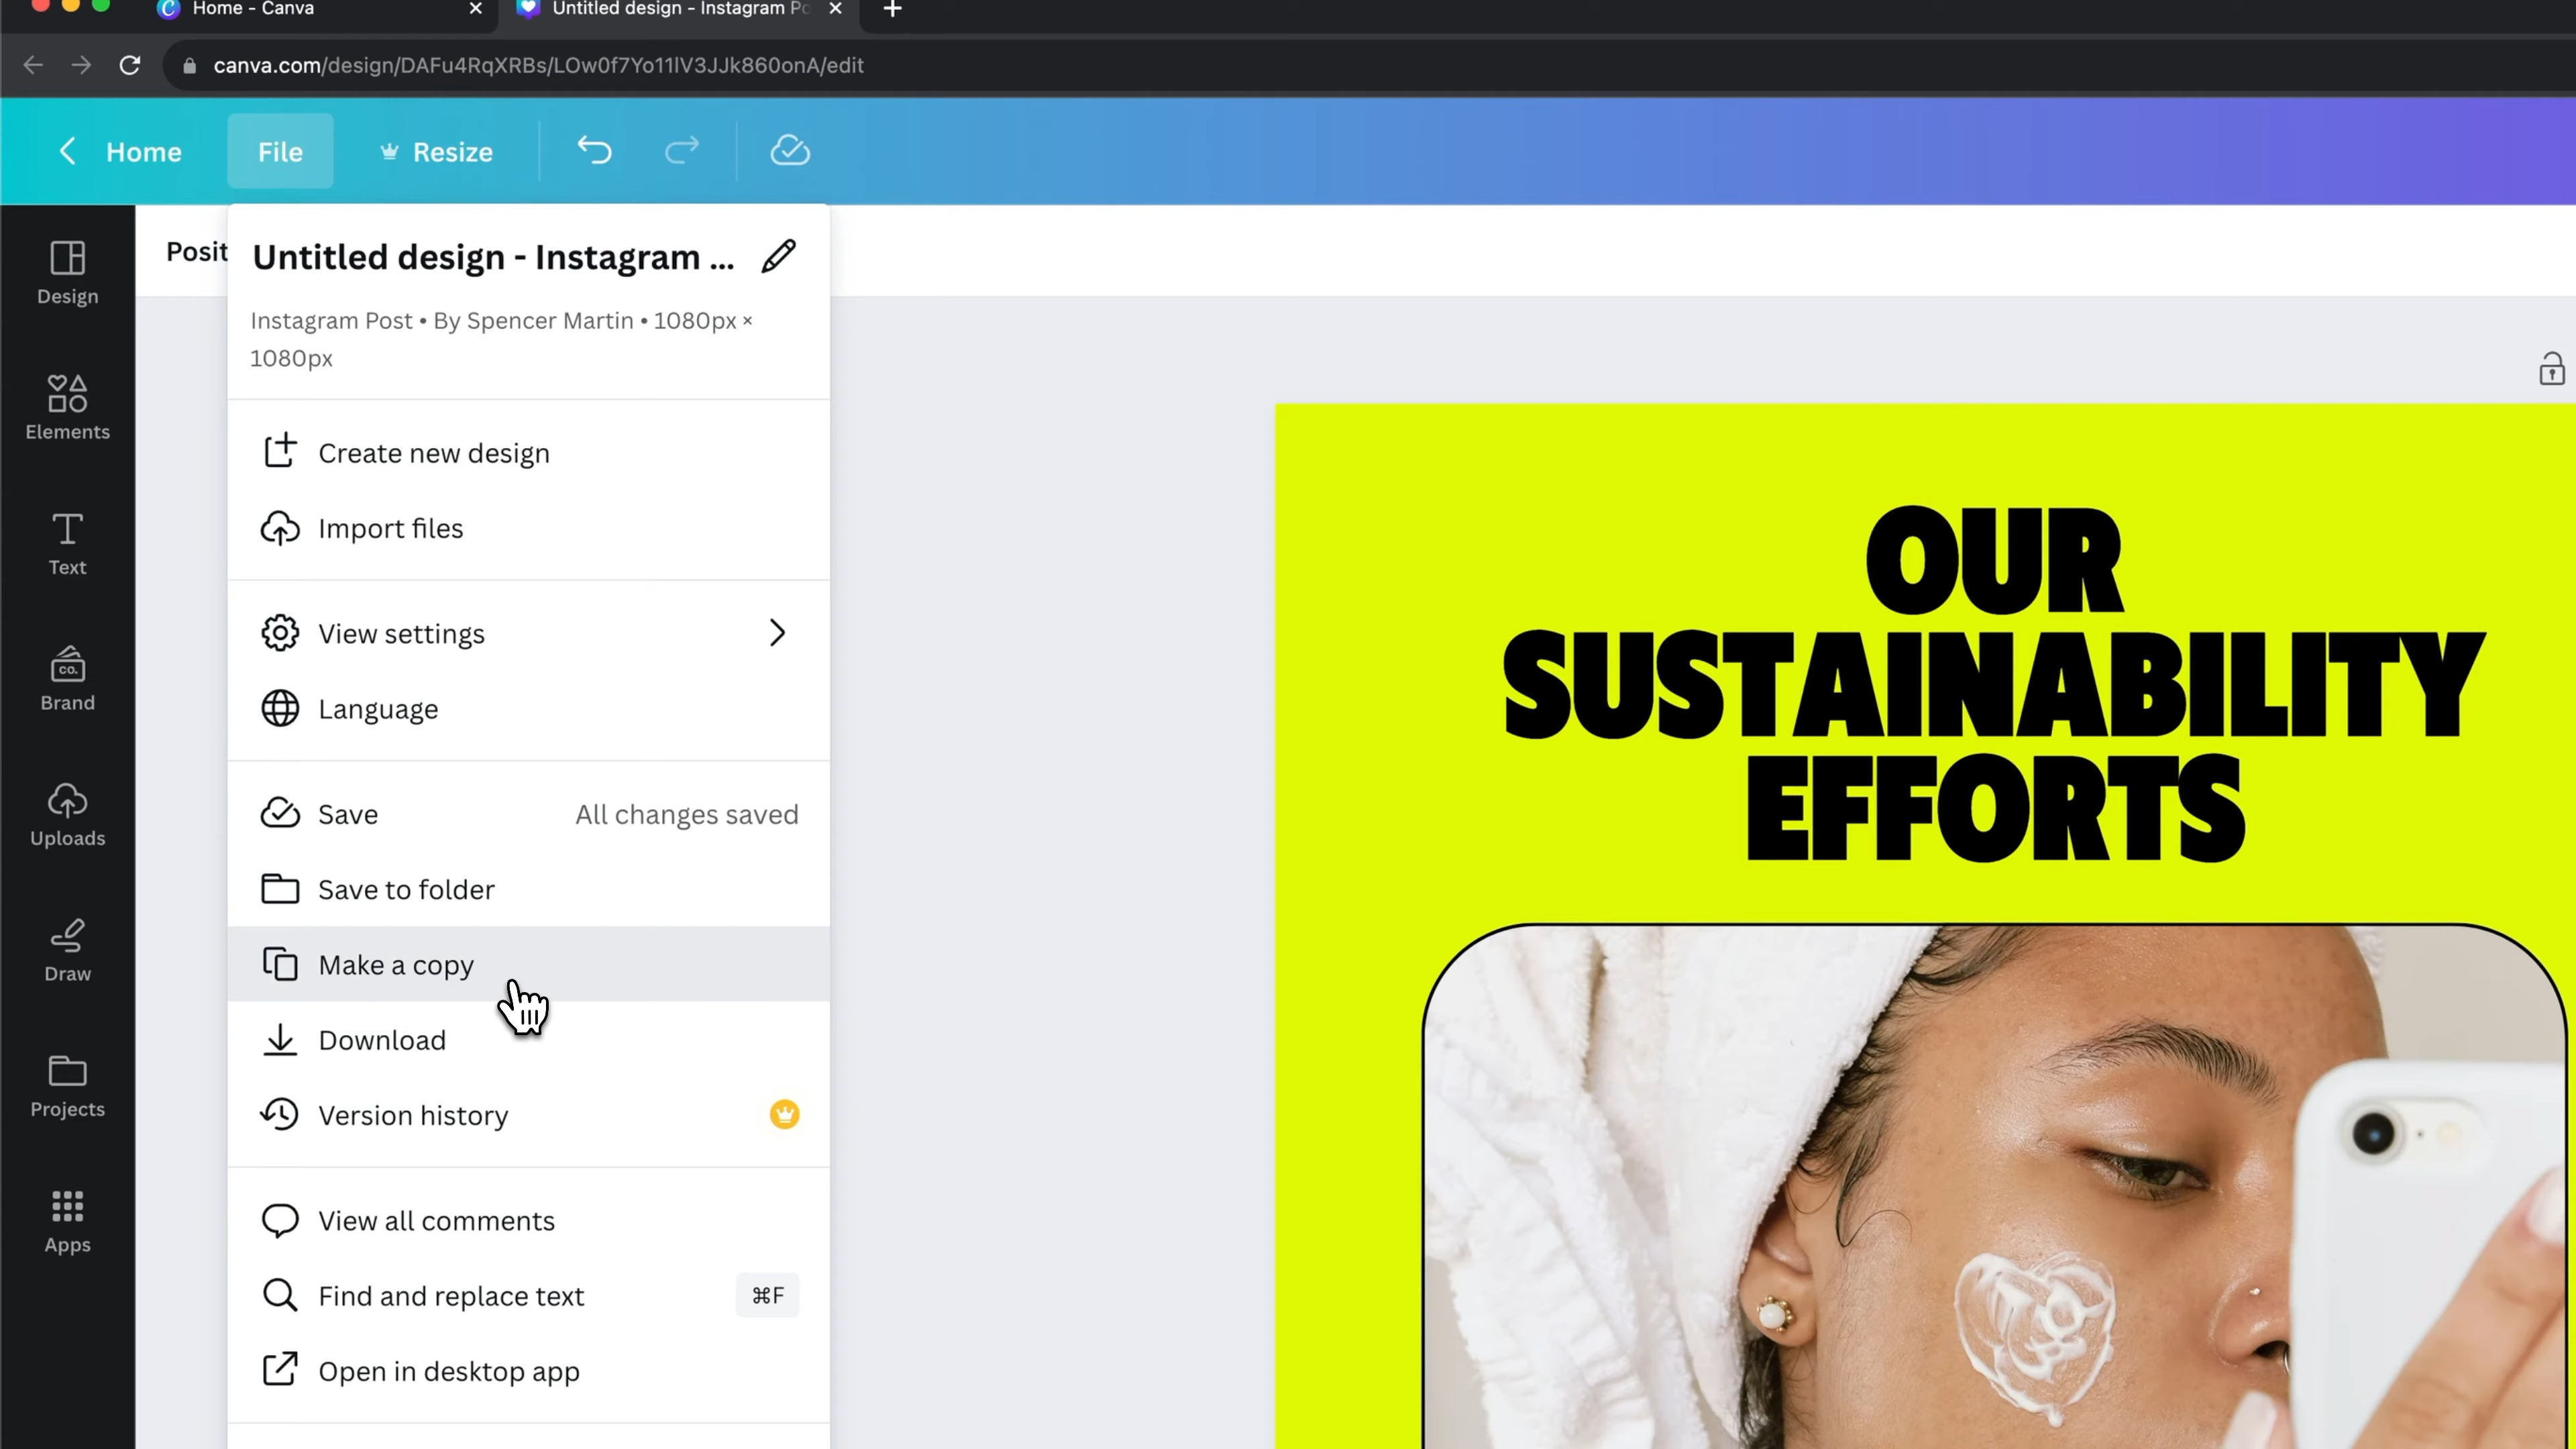 Home - Canva
Untitled design - Instagram Po
canva.com/design/DAFu4RqXRBs/LOw0f7Yo11lV3JJk860onA/edit
Home
File
Resize
Posit
Design
Elements
Text
CO.
Brand
Uploads
Draw
Projects
Apps
Untitled design - Instagram ...
Instagram Post • By Spencer Martin • 1080px ×
1080px
Create new design
Import files
View settings
Language
Save All changes saved
Save to folder
Make a copy
Download
Version history
View all comments
Find and replace text ⌘F
Open in desktop app
OUR
SUSTAINABILITY
EFFORTS